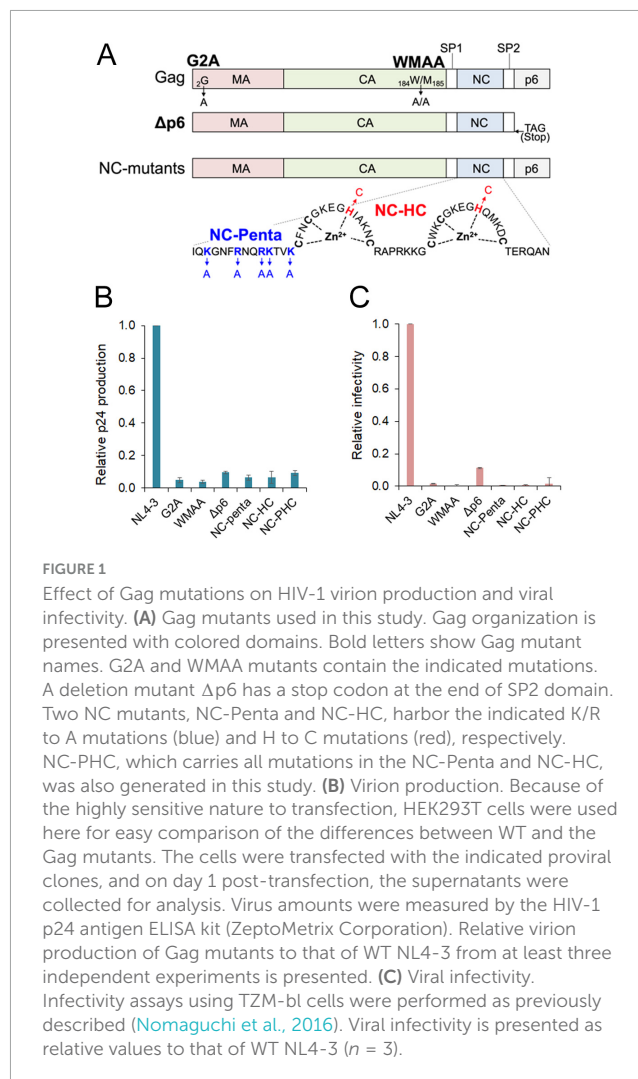 A
SP1 SP2
G2A WMAA
Gag ₂G MA CA ₁₈₄W/M₁₈₅ NC p6
A A/A
Δp6 MA CA NC TAG
(Stop)
NC-mutants MA CA NC p6
C NC-HC C
NC-Penta
IQKGNFRNQRKTVKCFNCGKEGHIAKNCRAPRKKGCWKCGKEGHQMKDCTERQAN
Zn²⁺ Zn²⁺
A A AA A
B
Relative p24 production
1.0
0.8
0.6
0.4
0.2
0.0
NL4-3 G2A WMAA Δp6 NC-penta NC-HC NC-PHC
C
Relative infectivity
1.0
0.8
0.6
0.4
0.2
0.0
NL4-3 G2A WMAA Δp6 NC-Penta NC-HC NC-PHC
FIGURE 1
Effect of Gag mutations on HIV-1 virion production and viral
infectivity. (A) Gag mutants used in this study. Gag organization is
presented with colored domains. Bold letters show Gag mutant
names. G2A and WMAA mutants contain the indicated mutations.
A deletion mutant Δp6 has a stop codon at the end of SP2 domain.
Two NC mutants, NC-Penta and NC-HC, harbor the indicated K/R
to A mutations (blue) and H to C mutations (red), respectively.
NC-PHC, which carries all mutations in the NC-Penta and NC-HC,
was also generated in this study. (B) Virion production. Because of
the highly sensitive nature to transfection, HEK293T cells were used
here for easy comparison of the differences between WT and the
Gag mutants. The cells were transfected with the indicated proviral
clones, and on day 1 post-transfection, the supernatants were
collected for analysis. Virus amounts were measured by the HIV-1
p24 antigen ELISA kit (ZeptoMetrix Corporation). Relative virion
production of Gag mutants to that of WT NL4-3 from at least three
independent experiments is presented. (C) Viral infectivity.
Infectivity assays using TZM-bl cells were performed as previously
described (Nomaguchi et al., 2016). Viral infectivity is presented as
relative values to that of WT NL4-3 (n = 3).